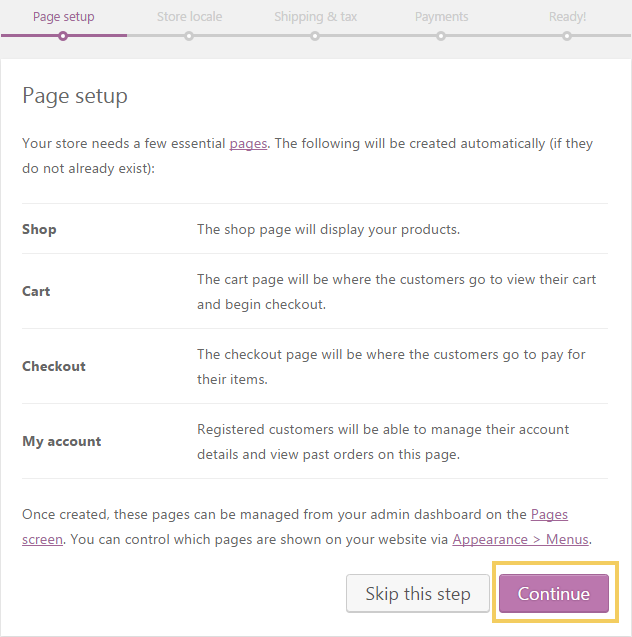 Page setup Store locale Shipping & tax Payments Ready!
Page setup
Your store needs a few essential pages. The following will be created automatically (if they
do not already exist):
Shop The shop page will display your products.
Cart The cart page will be where the customers go to view their cart
and begin checkout.
Checkout The checkout page will be where the customers go to pay for
their items.
My account Registered customers will be able to manage their account
details and view past orders on this page.
Once created, these pages can be managed from your admin dashboard on the Pages
screen. You can control which pages are shown on your website via Appearance > Menus.
Skip this step Continue